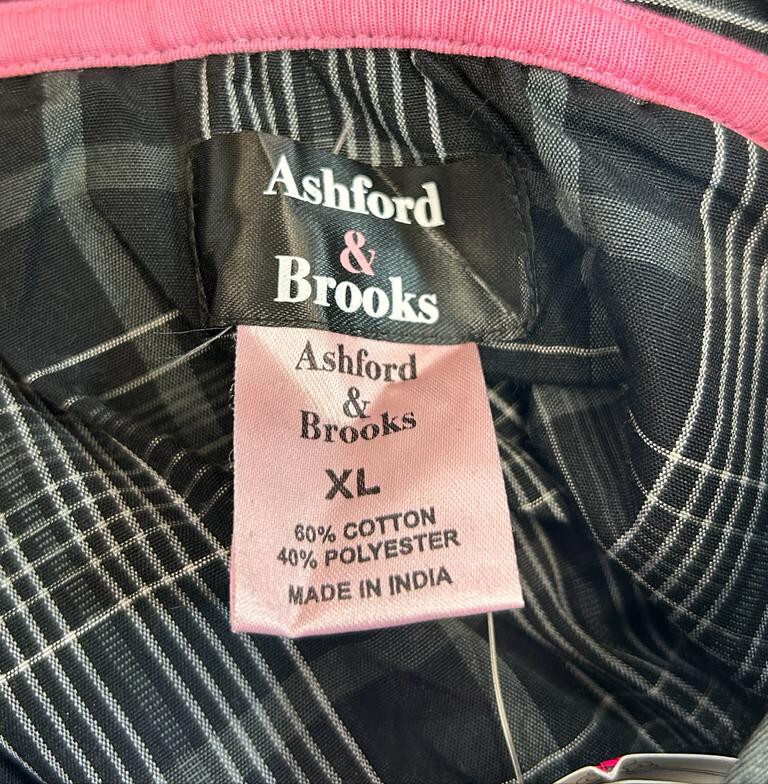 Ashford
&
Brooks
Ashford
&
Brooks
XL
60% COTTON
40% POLYESTER
MADE IN INDIA